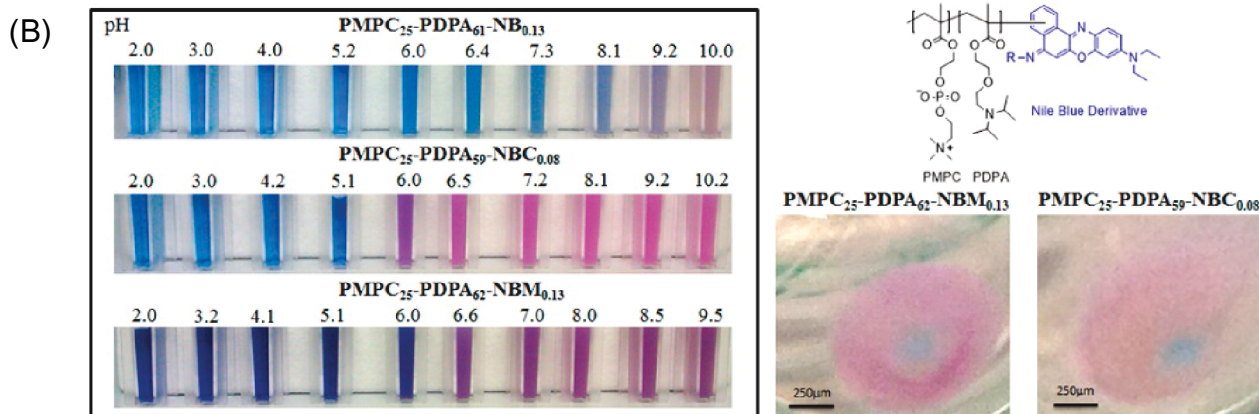 (B)
pH
PMPC25-PDPA61-NB0.13
2.0 3.0 4.0 5.2 6.0 6.4 7.3 8.1 9.2 10.0
PMPC25-PDPA59-NBC0.08
2.0 3.0 4.2 5.1 6.0 6.5 7.2 8.1 9.2 10.2
PMPC25-PDPA62-NBM0.13
2.0 3.2 4.1 5.1 6.0 6.6 7.0 8.0 8.5 9.5
O O O O
R N N O N
O O
−O-P=O N
O
N+
Nile Blue Derivative
PMPC PDPA
PMPC25-PDPA62-NBM0.13
250μm
PMPC25-PDPA59-NBC0.08
250μm